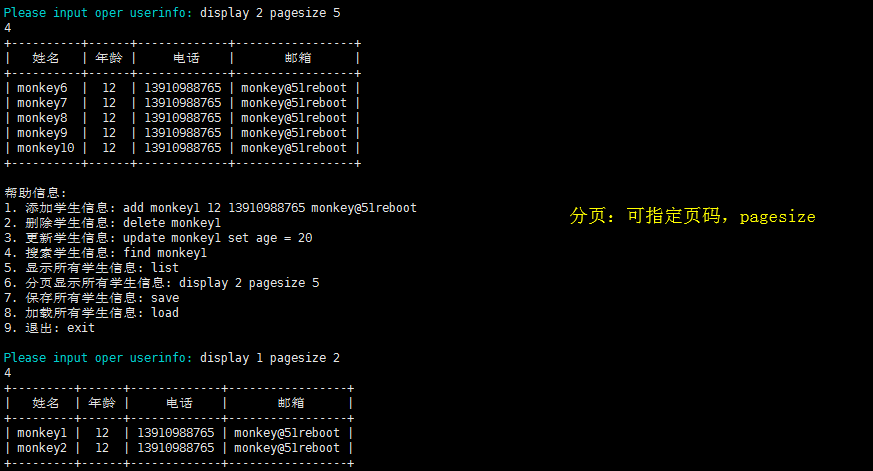 Please input oper userinfo: display 2 pagesize 5
4
+----------+------+-------------+-----------------+
|   姓名   | 年龄 |     电话    |       邮箱      |
+----------+------+-------------+-----------------+
| monkey6  |  12  | 13910988765 | monkey@51reboot |
| monkey7  |  12  | 13910988765 | monkey@51reboot |
| monkey8  |  12  | 13910988765 | monkey@51reboot |
| monkey9  |  12  | 13910988765 | monkey@51reboot |
| monkey10 |  12  | 13910988765 | monkey@51reboot |
+----------+------+-------------+-----------------+
帮助信息:
1. 添加学生信息: add monkey1 12 13910988765 monkey@51reboot
2. 删除学生信息: delete monkey1
3. 更新学生信息: update monkey1 set age = 20
4. 搜索学生信息: find monkey1
5. 显示所有学生信息: list
6. 分页显示所有学生信息: display 2 pagesize 5
7. 保存所有学生信息: save
8. 加载所有学生信息: load
9. 退出: exit
分页: 可指定页码, pagesize
Please input oper userinfo: display 1 pagesize 2
4
+---------+------+-------------+-----------------+
|   姓名  | 年龄 |     电话    |       邮箱      |
+---------+------+-------------+-----------------+
| monkey1 |  12  | 13910988765 | monkey@51reboot |
| monkey2 |  12  | 13910988765 | monkey@51reboot |
+---------+------+-------------+-----------------+